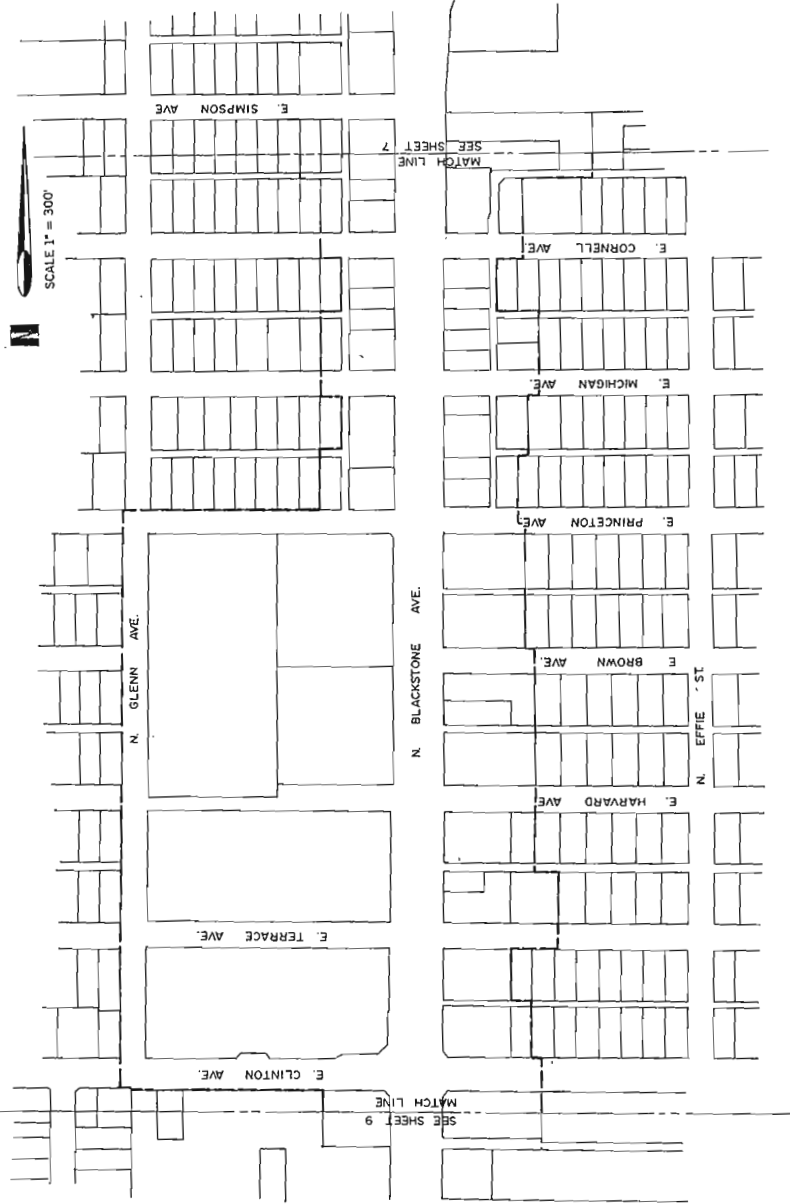 E. SIMPSON AVE
SEE SHEET 7
MATCH LINE
SCALE 1" = 300'
N
E. CORNELL AVE.
E. MICHIGAN AVE.
E. PRINCETON AVE.
N. GLENN AVE.
N. BLACKSTONE AVE.
E BROWN AVE.
N. EFFIE ST.
E. HARVARD AVE
E. TERRACE AVE.
E. CLINTON AVE.
MATCH LINE
SEE SHEET 9